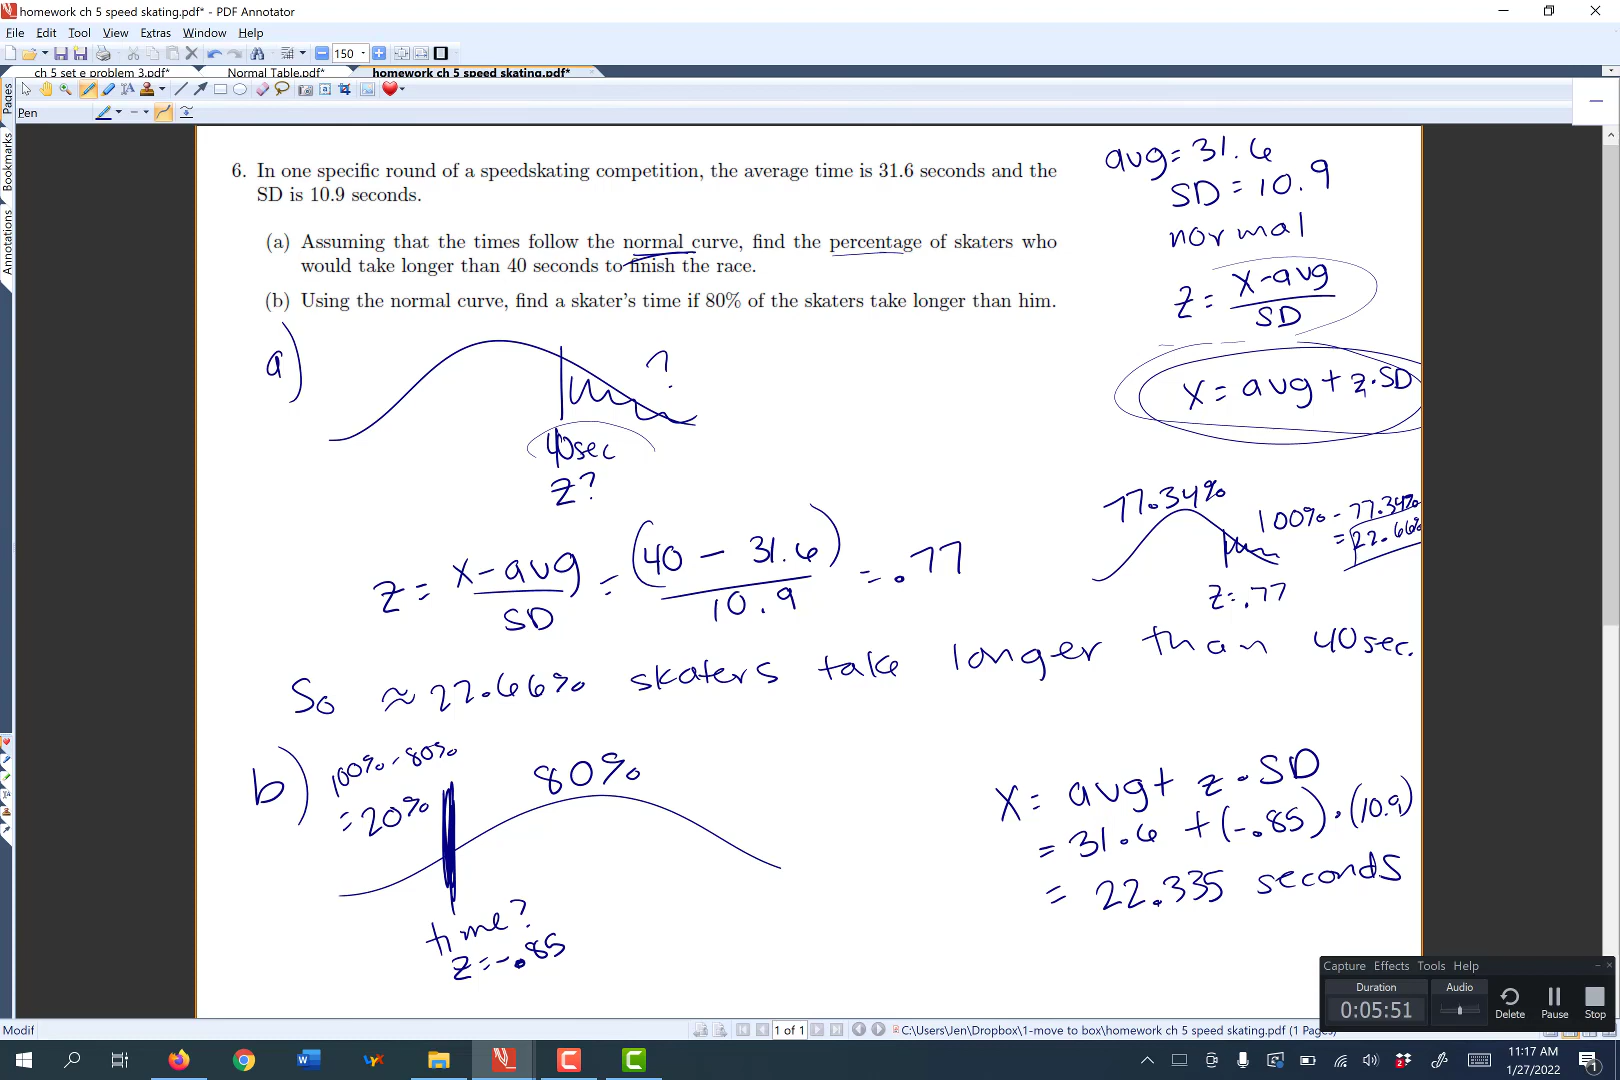 homework ch 5 speed skating.pdf* - PDF Annotator
File Edit Tool View Extras Window Help
150
ch 5 set e problem 3.pdf* Normal Table.pdf* homework ch 5 speed skating.pdf*
Pen
Pages
Bookmarks
Annotations
6. In one specific round of a speedskating competition, the average time is 31.6 seconds and the
SD is 10.9 seconds.
(a) Assuming that the times follow the normal curve, find the percentage of skaters who
would take longer than 40 seconds to finish the race.
(b) Using the normal curve, find a skater's time if 80% of the skaters take longer than him.
avg = 31.6
SD = 10.9
normal
z = x-avg / SD
x = avg + z·SD
a)
?
40sec
z?
z = x-avg / SD = (40 - 31.6) / 10.9 = .77
77.34%
100% - 77.34%
= 22.66%
z=.77
So ≈ 22.66% skaters take longer than 40sec.
b)
100% - 80%
= 20%
80%
time?
z=-.85
x = avg + z·SD
= 31.6 + (-.85)·(10.9)
= 22.335 seconds
Capture Effects Tools Help
Duration
0:05:51
Audio
Delete Pause Stop
Modif
1 of 1
C:\Users\Jen\Dropbox\1-move to box\homework ch 5 speed skating.pdf (1 Pages)
11:17 AM
1/27/2022